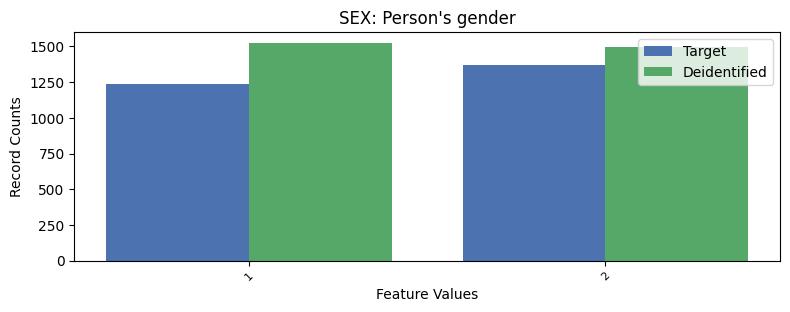 SEX: Person's gender
Target
Deidentified
Record Counts
1500
1250
1000
750
500
250
0
1
2
Feature Values